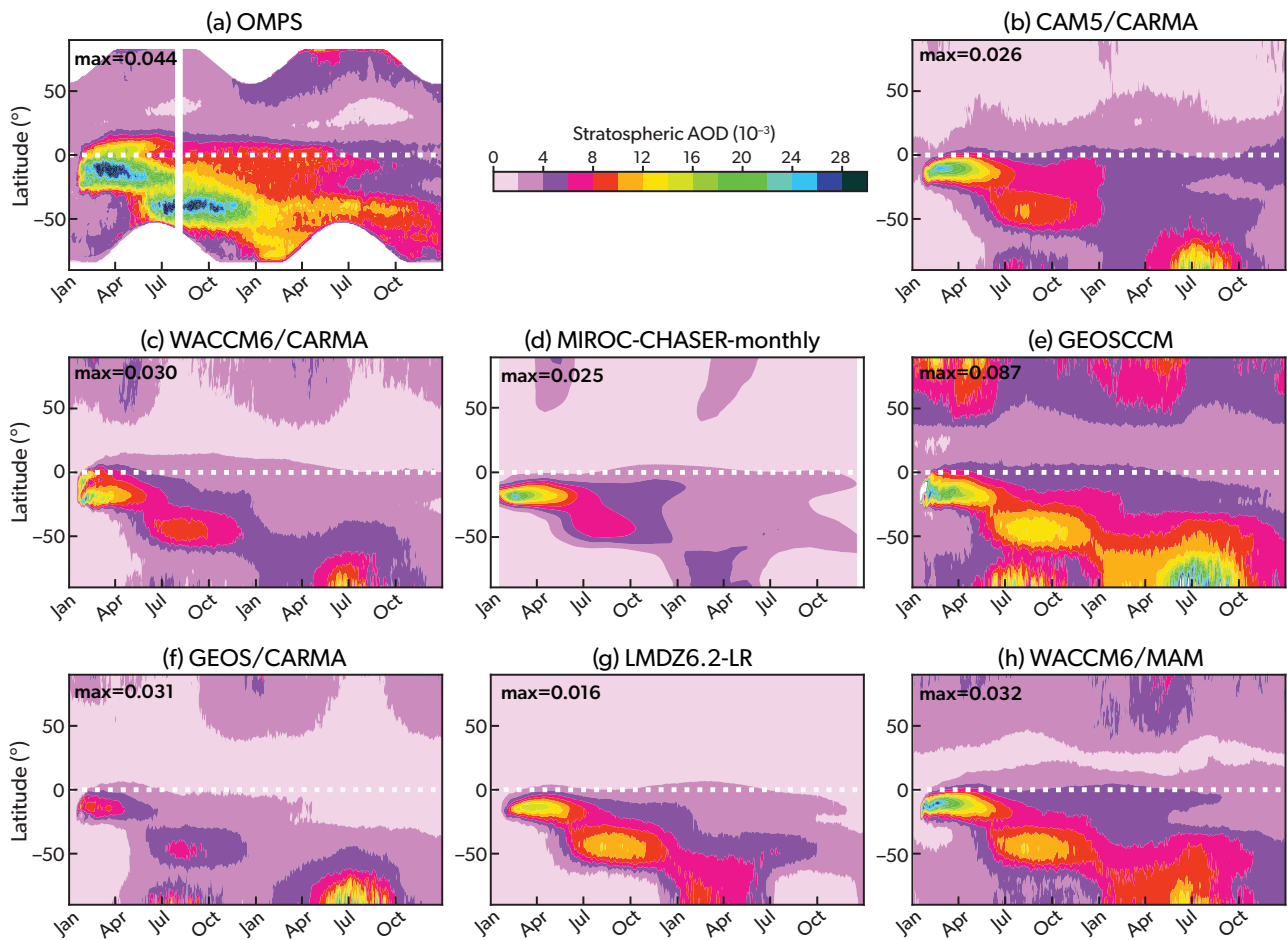 (a) OMPS
max=0.044
50
0
−50
Latitude (°)
Jan Apr Jul Oct Jan Apr Jul Oct
Stratospheric AOD (10⁻³)
0 4 8 12 16 20 24 28
(b) CAM5/CARMA
max=0.026
50
0
−50
Jan Apr Jul Oct Jan Apr Jul Oct
(c) WACCM6/CARMA
max=0.030
50
0
−50
Latitude (°)
Jan Apr Jul Oct Jan Apr Jul Oct
(d) MIROC-CHASER-monthly
max=0.025
50
0
−50
Jan Apr Jul Oct Jan Apr Jul Oct
(e) GEOSCCM
max=0.087
50
0
−50
Jan Apr Jul Oct Jan Apr Jul Oct
(f) GEOS/CARMA
max=0.031
50
0
−50
Latitude (°)
Jan Apr Jul Oct Jan Apr Jul Oct
(g) LMDZ6.2-LR
max=0.016
50
0
−50
Jan Apr Jul Oct Jan Apr Jul Oct
(h) WACCM6/MAM
max=0.032
50
0
−50
Jan Apr Jul Oct Jan Apr Jul Oct